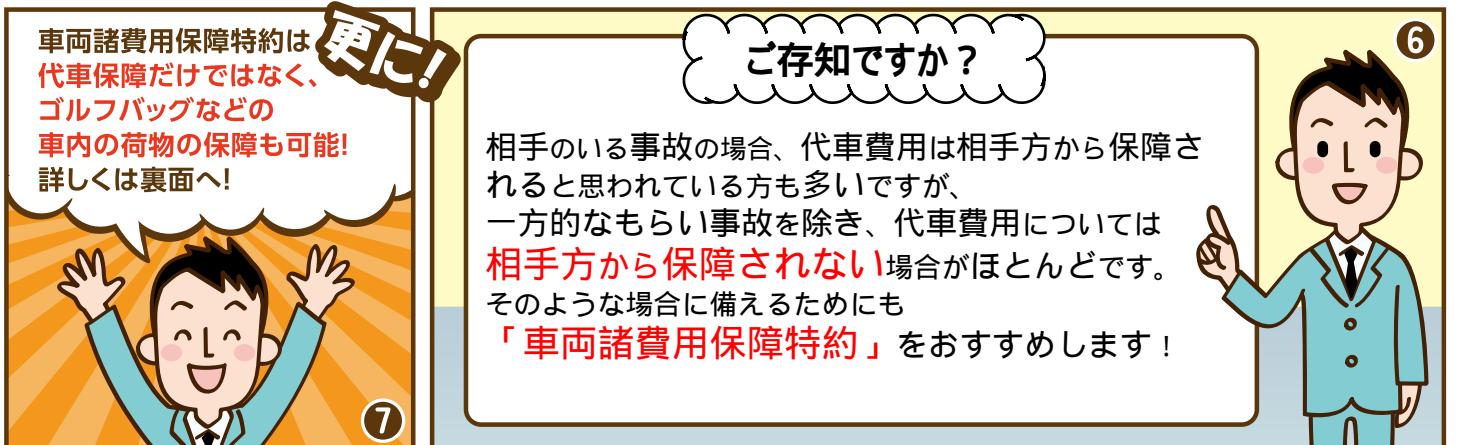 ご存知ですか？
⑥
相手のいる事故の場合、代車費用は相手方から保障さ
れると思われている方も多いですが、
一方的なもらい事故を除き、代車費用については
相手方から保障されない場合がほとんどです。
そのような場合に備えるためにも
「車両諸費用保障特約」をおすすめします！
更に!
車両諸費用保障特約は
代車保障だけではなく、
ゴルフバッグなどの
車内の荷物の保障も可能!
詳しくは裏面へ!
⑦